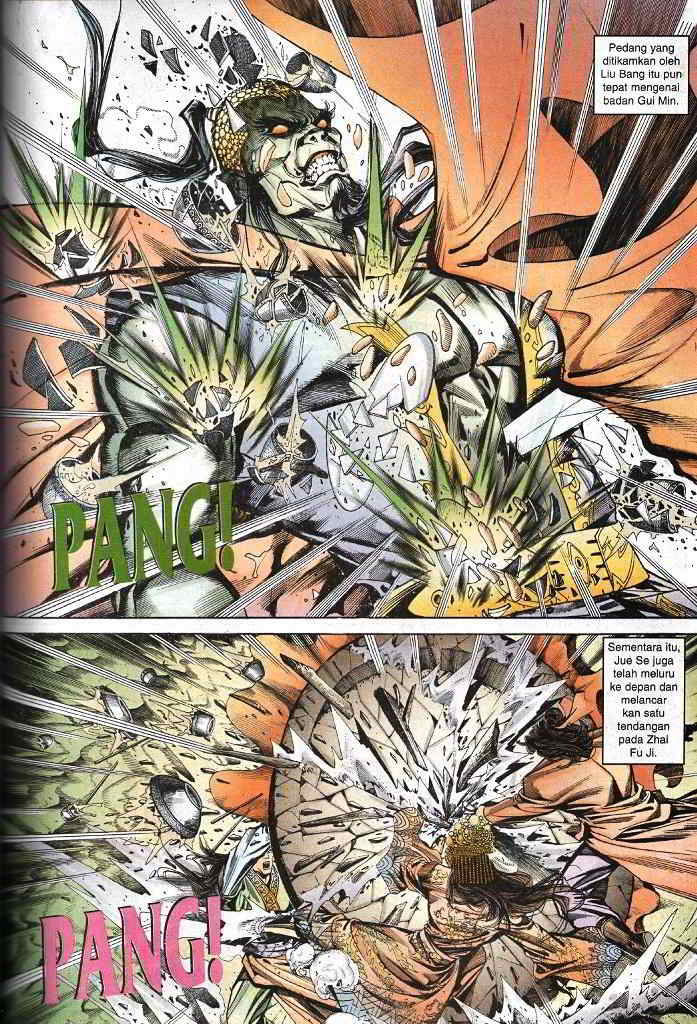 Pedang yang
ditikamkan oleh
Liu Bang itu pun
tepat mengenai
badan Gui Min.
PANG!
Sementara itu,
Jue Se juga
telah meluru
ke depan dan
melancar
kan satu
tendangan
pada Zhai
Fu Ji.
PANG!